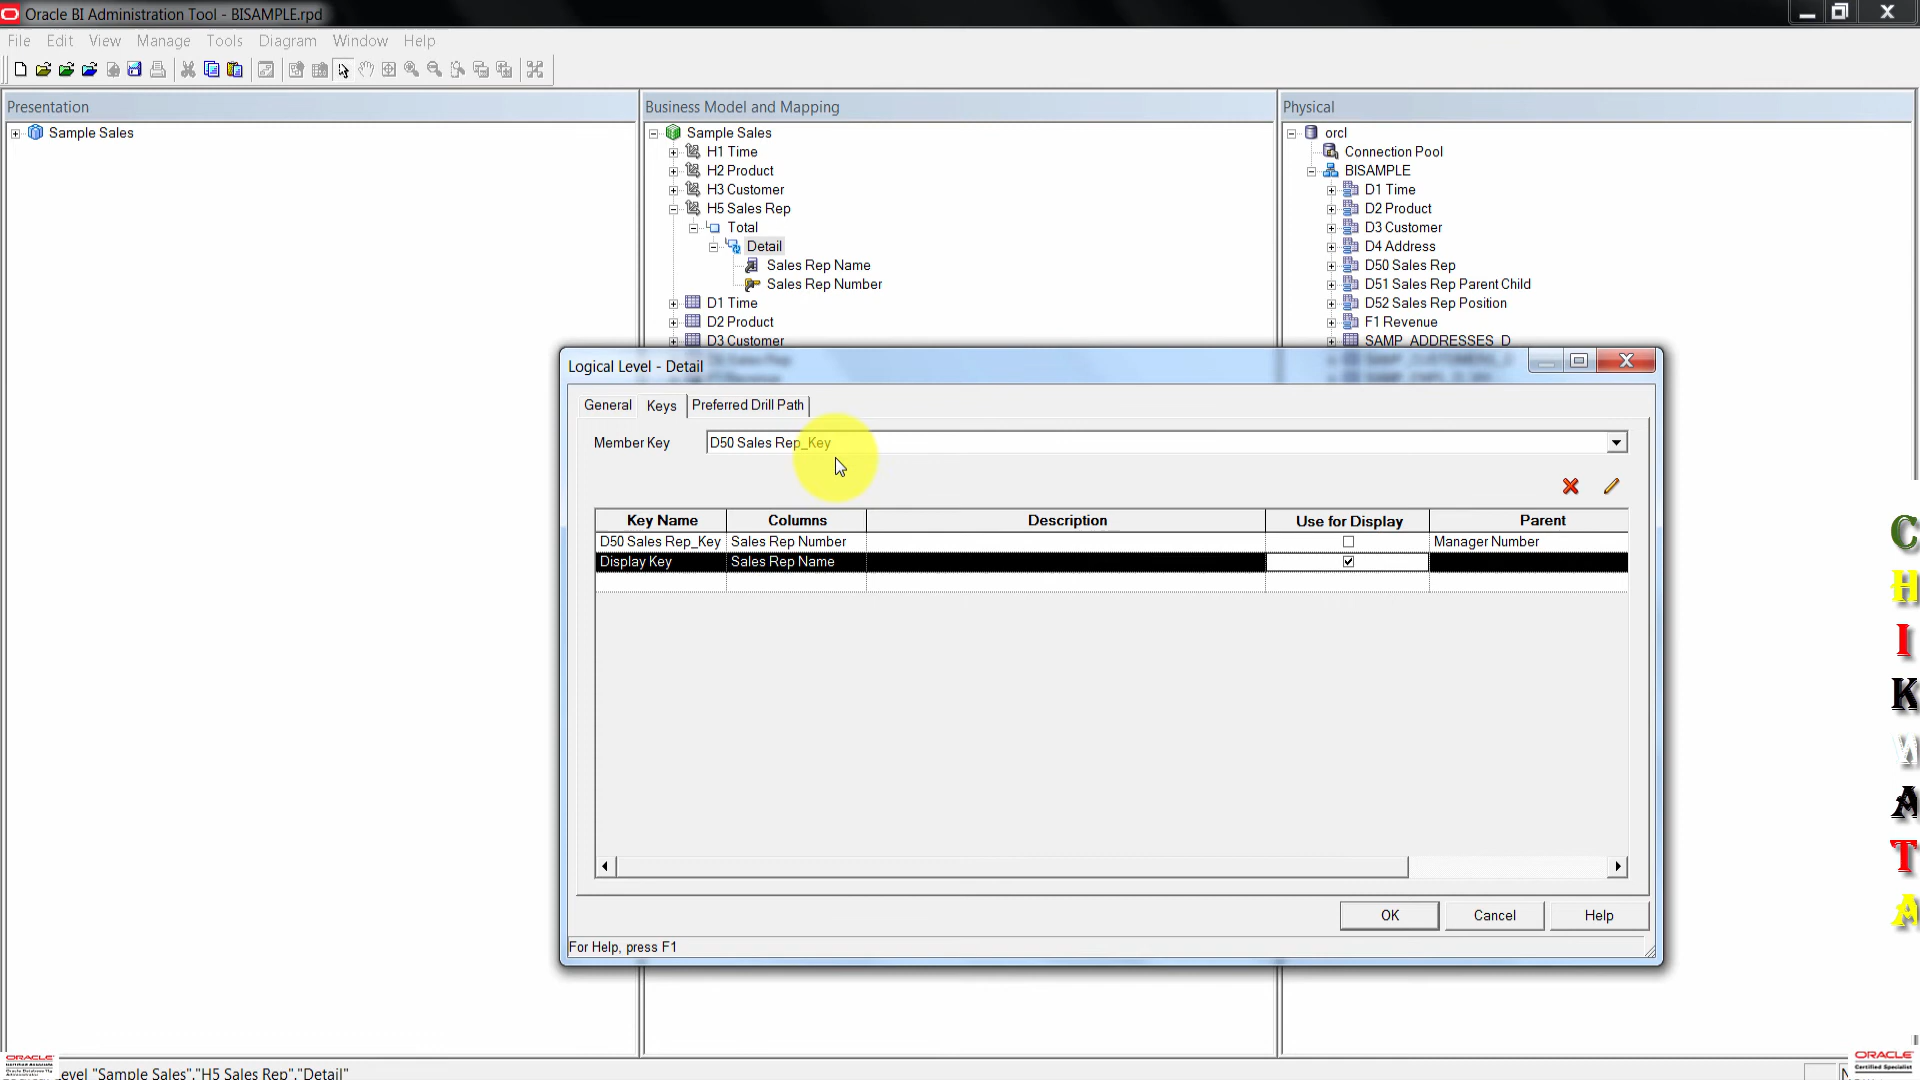 Oracle BI Administration Tool - BISAMPLE.rpd
File Edit View Manage Tools Diagram Window Help
Presentation
Sample Sales
Business Model and Mapping
Sample Sales
H1 Time
H2 Product
H3 Customer
H5 Sales Rep
Total
Detail
Sales Rep Name
Sales Rep Number
D1 Time
D2 Product
D3 Customer
Physical
orcl
Connection Pool
BISAMPLE
D1 Time
D2 Product
D3 Customer
D4 Address
D50 Sales Rep
D51 Sales Rep Parent Child
D52 Sales Rep Position
F1 Revenue
SAMP_ADDRESSES_D
Logical Level - Detail
General Keys Preferred Drill Path
Member Key D50 Sales Rep_Key
Key Name Columns Description Use for Display Parent
D50 Sales Rep_Key Sales Rep Number Manager Number
Display Key Sales Rep Name
OK Cancel Help
For Help, press F1
C
H
I
K
W
A
T
A
ORACLE
evel "Sample Sales"."H5 Sales Rep"."Detail"
ORACLE
Certified Specialist